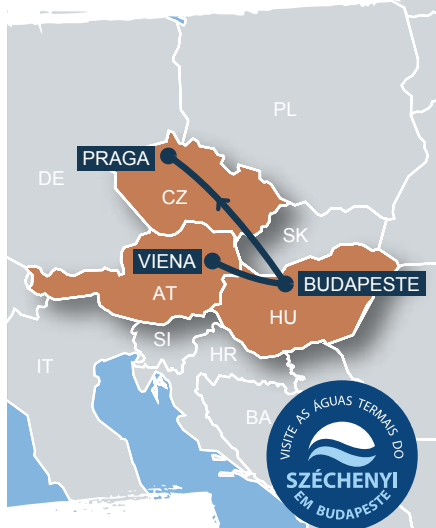 PL
PRAGA
DE
CZ
SK
VIENA
BUDAPESTE
AT
HU
SI
HR
IT
BA
VISITE AS ÁGUAS TERMAIS DO
SZÉCHENYI
EM BUDAPESTE